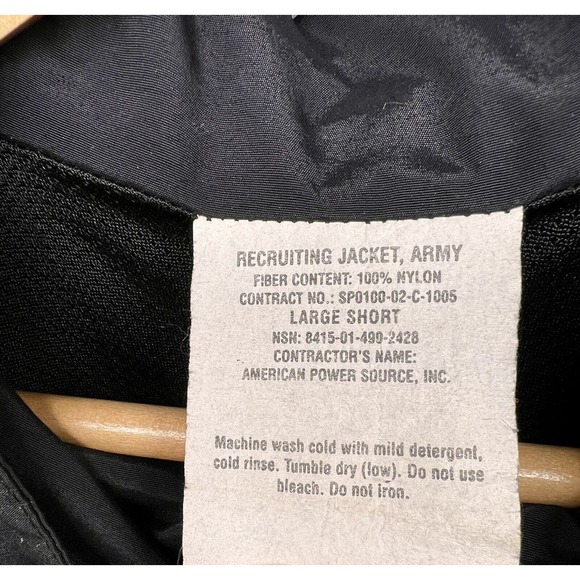 RECRUITING JACKET, ARMY
FIBER CONTENT: 100% NYLON
CONTRACT NO.: SP0100-02-C-1005
LARGE SHORT
NSN: 8415-01-499-2428
CONTRACTOR'S NAME:
AMERICAN POWER SOURCE, INC.
Machine wash cold with mild detergent,
cold rinse. Tumble dry (low). Do not use
bleach. Do not iron.